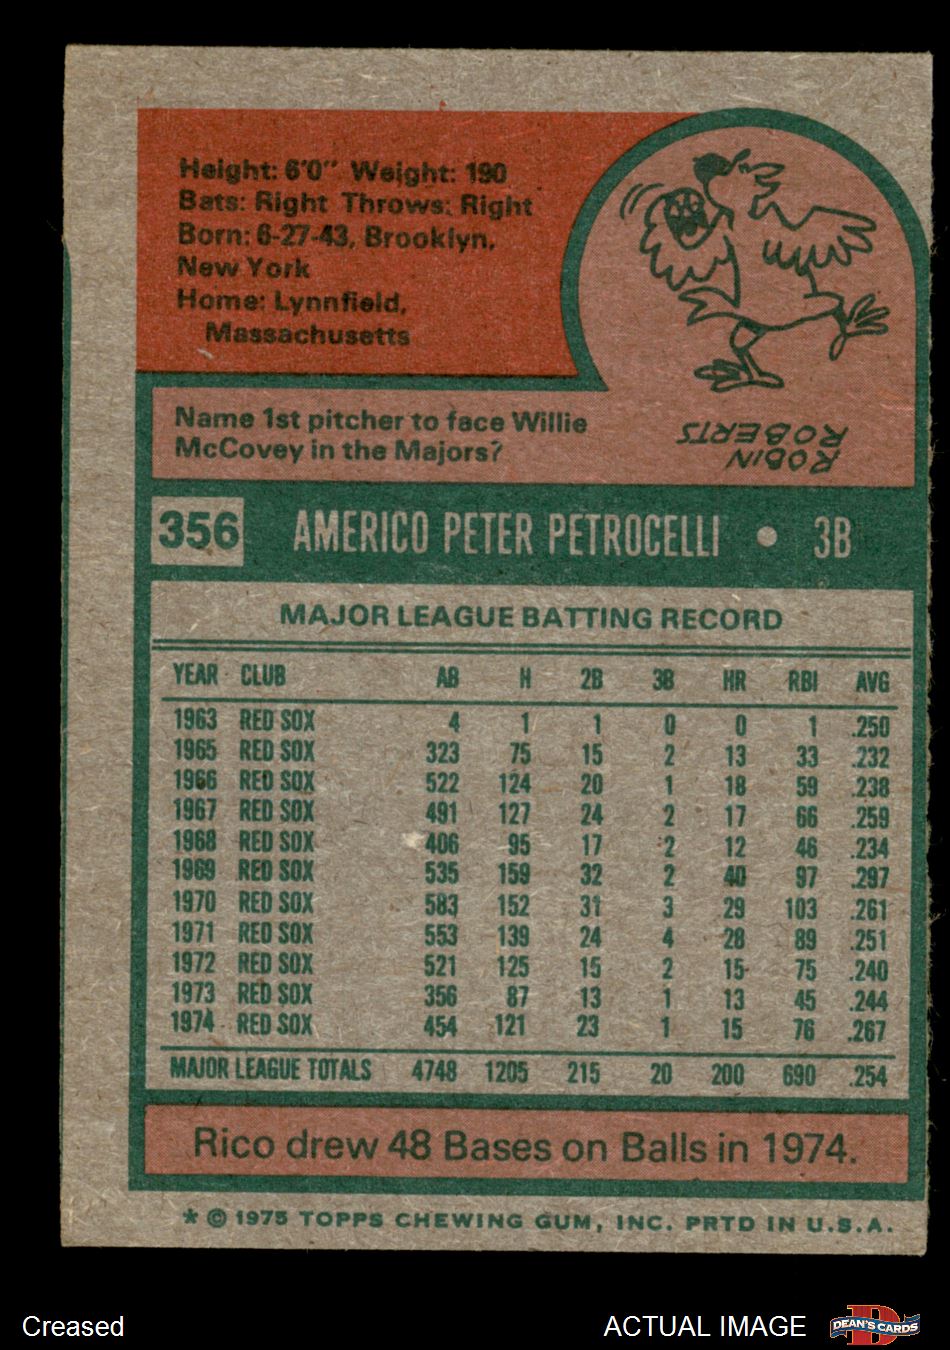 Height: 6'0" Weight: 190
Bats: Right Throws: Right
Born: 6-27-43, Brooklyn,
New York
Home: Lynnfield,
Massachusetts
Name 1st pitcher to face Willie
McCovey in the Majors?
ROBIN
ROBERTS
356 AMERICO PETER PETROCELLI • 3B
MAJOR LEAGUE BATTING RECORD
YEAR CLUB AB H 2B 3B HR RBI AVG
1963 RED SOX 4 1 1 0 0 1 .250
1965 RED SOX 323 75 15 2 13 33 .232
1966 RED SOX 522 124 20 1 18 59 .238
1967 RED SOX 491 127 24 2 17 66 .259
1968 RED SOX 406 95 17 2 12 46 .234
1969 RED SOX 535 159 32 2 40 97 .297
1970 RED SOX 583 152 31 3 29 103 .261
1971 RED SOX 553 139 24 4 28 89 .251
1972 RED SOX 521 125 15 2 15 75 .240
1973 RED SOX 356 87 13 1 13 45 .244
1974 RED SOX 454 121 23 1 15 76 .267
MAJOR LEAGUE TOTALS 4748 1205 215 20 200 690 .254
Rico drew 48 Bases on Balls in 1974.
* © 1975 TOPPS CHEWING GUM, INC. PRTD IN U.S.A.
Creased
ACTUAL IMAGE
DEAN'S CARDS